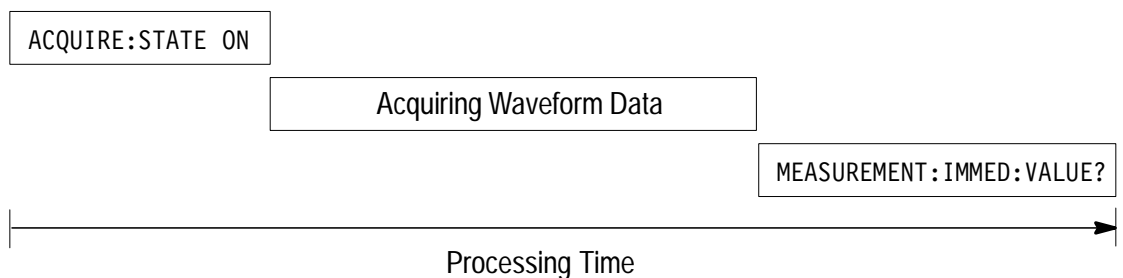 ACQUIRE:STATE ON
Acquiring Waveform Data
MEASUREMENT:IMMED:VALUE?
Processing Time